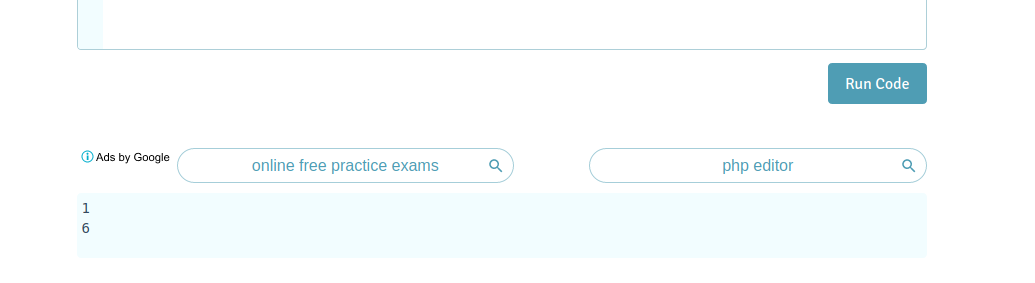 Run Code
Ads by Google
online free practice exams
php editor
1
6